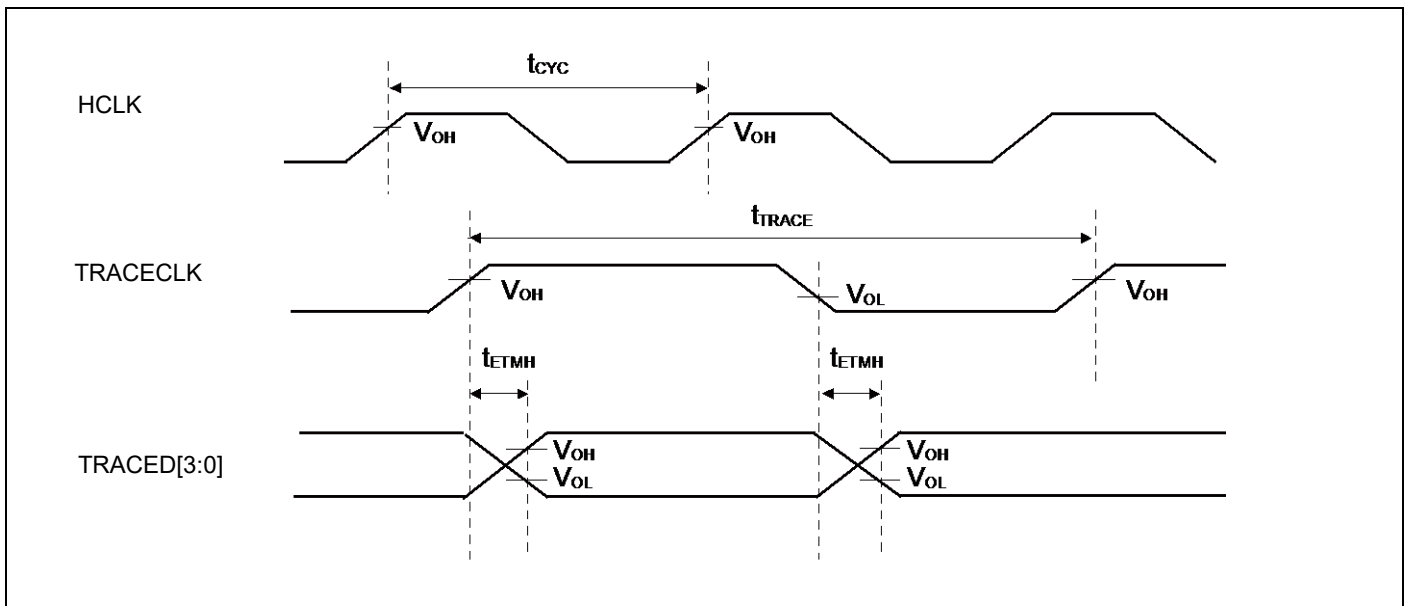 tCYC
HCLK
VOH VOH
tTRACE
TRACECLK
VOH VOL VOH
tETMH tETMH
TRACED[3:0]
VOH VOH
VOL VOL